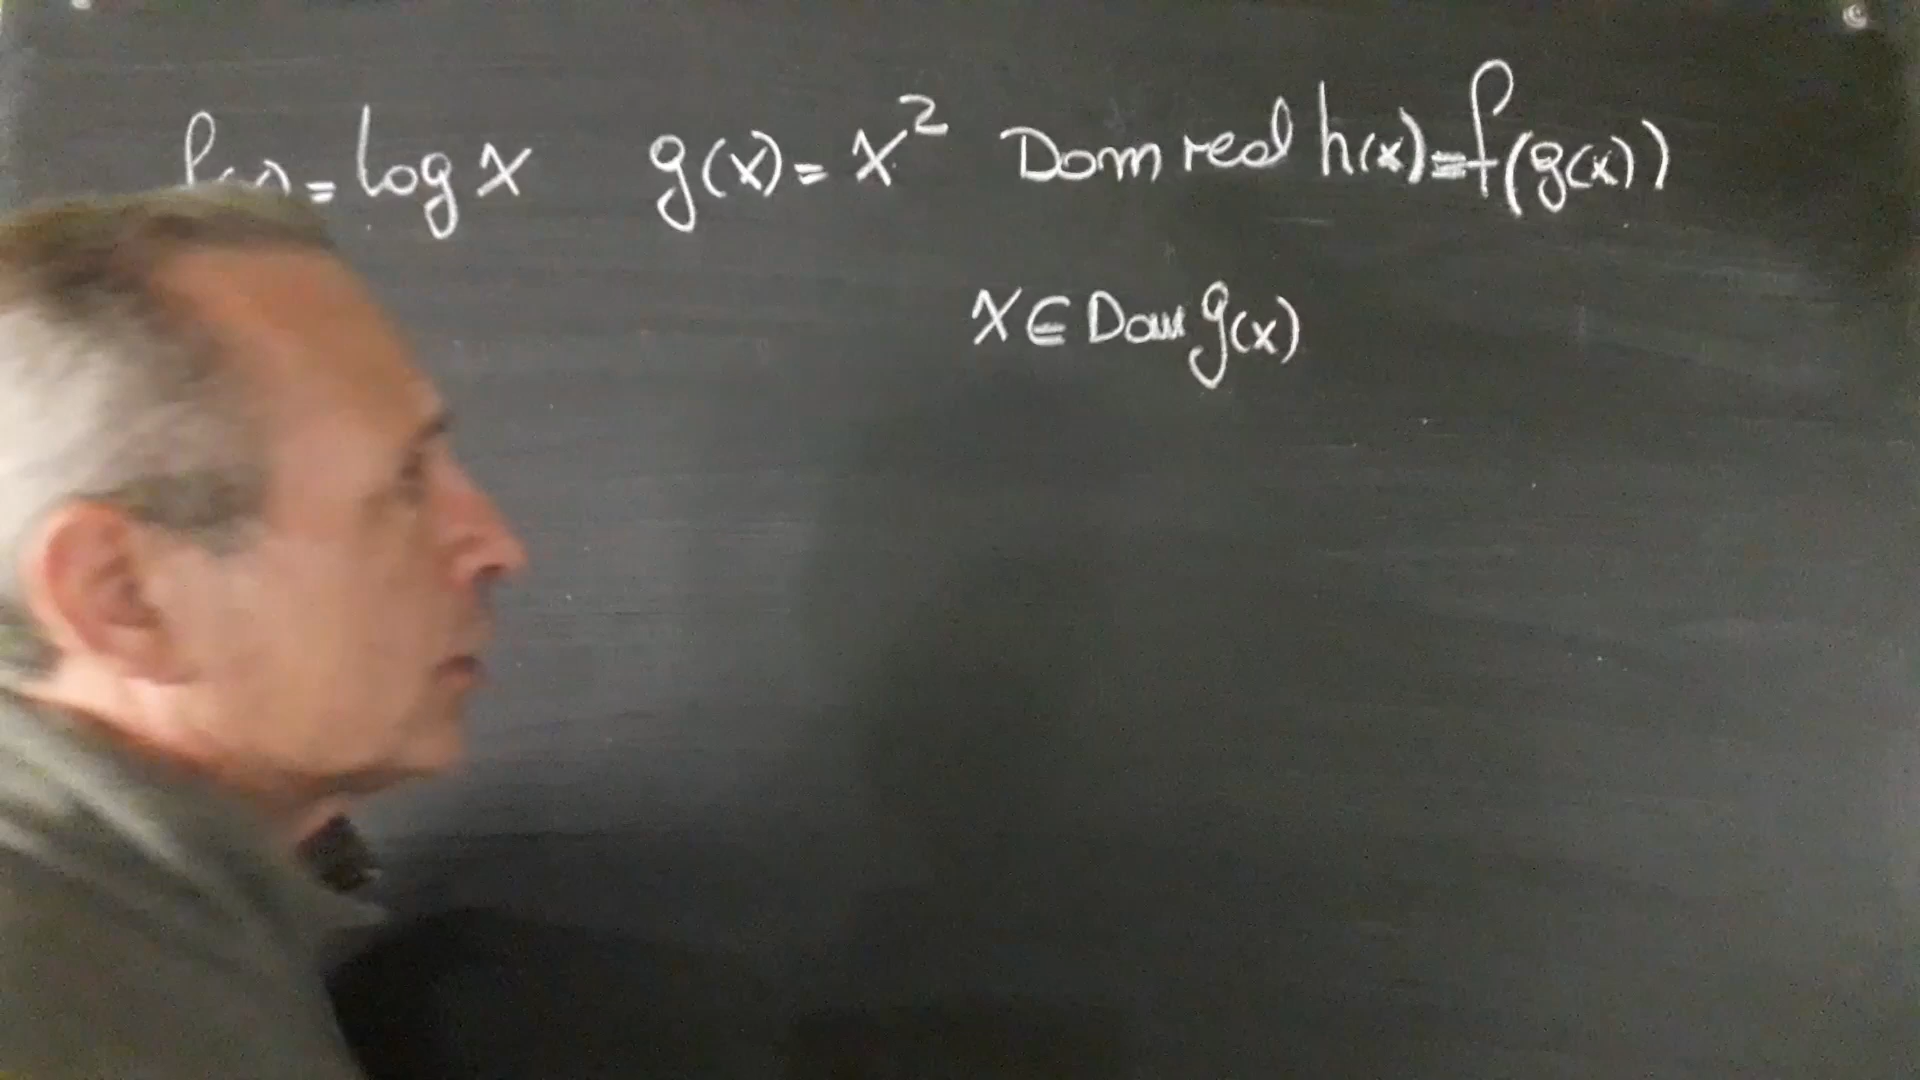 f(x)=log x g(x)=x² Dom real h(x)=f(g(x))
x∈Dom g(x)